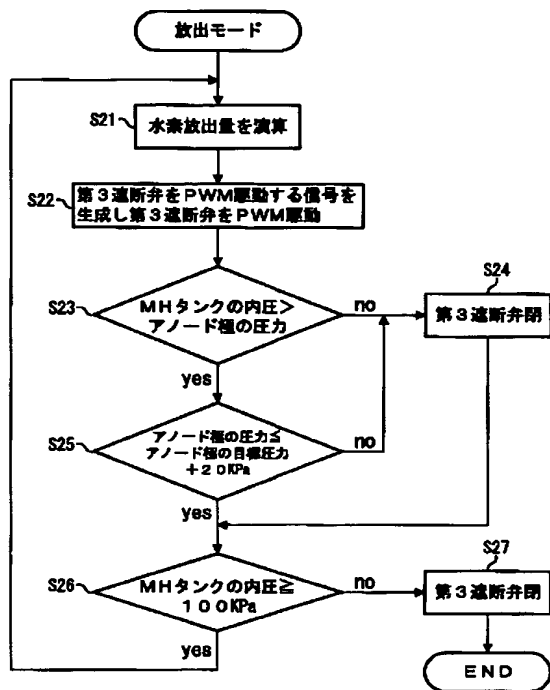 放出モード
S21
水素放出量を演算
S22
第3遮断弁をPWM駆動する信号を
生成し第3遮断弁をPWM駆動
S23
MHタンクの内圧>
アノード極の圧力
no
S24
第3遮断弁閉
yes
S25
アノード極の圧力≦
アノード極の目標圧力
+20KPa
no
yes
S26
MHタンクの内圧≧
100KPa
no
S27
第3遮断弁閉
yes
END